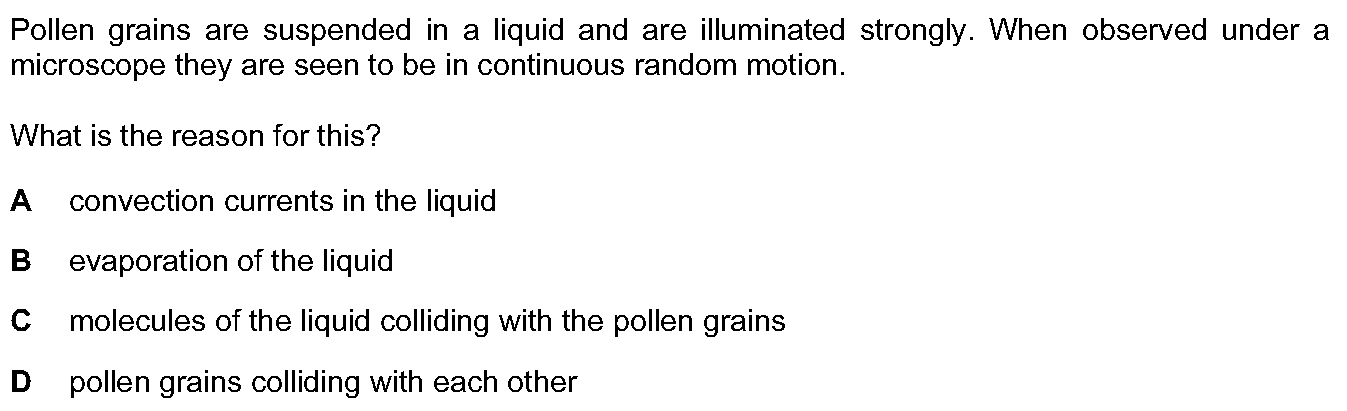 Pollen grains are suspended in a liquid and are illuminated strongly. When observed under a
microscope they are seen to be in continuous random motion.
What is the reason for this?
A convection currents in the liquid
B evaporation of the liquid
C molecules of the liquid colliding with the pollen grains
D pollen grains colliding with each other